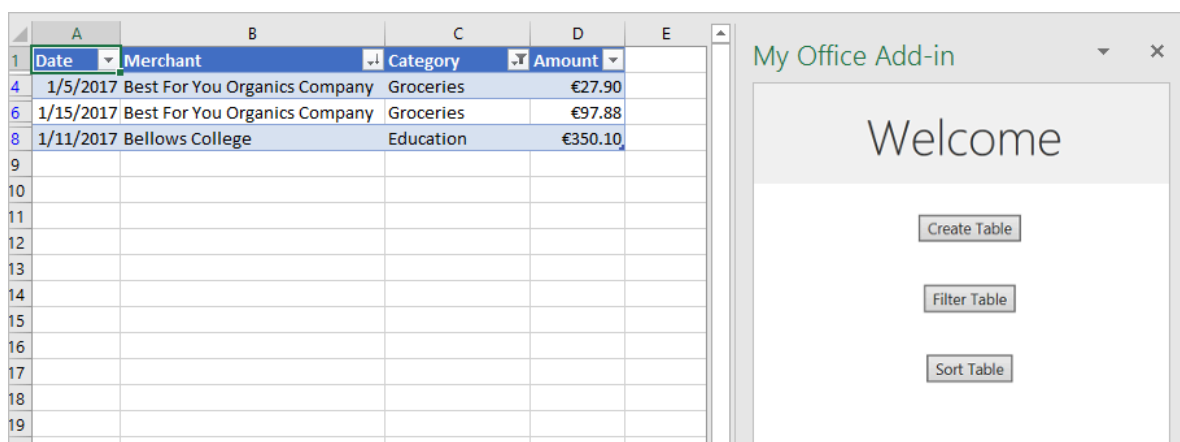 A B C D E
1 Date Merchant Category Amount
4 1/5/2017 Best For You Organics Company Groceries €27.90
6 1/15/2017 Best For You Organics Company Groceries €97.88
8 1/11/2017 Bellows College Education €350.10
9
10
11
12
13
14
15
16
17
18
19
My Office Add-in
Welcome
Create Table
Filter Table
Sort Table